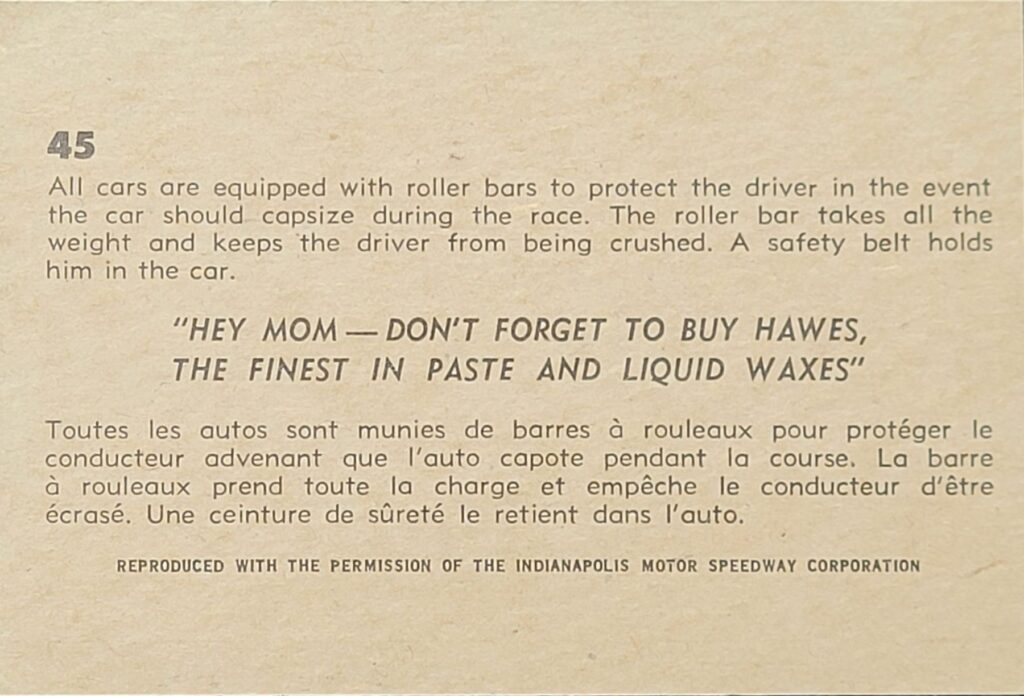 45
All cars are equipped with roller bars to protect the driver in the event
the car should capsize during the race. The roller bar takes all the
weight and keeps the driver from being crushed. A safety belt holds
him in the car.
"HEY MOM — DON'T FORGET TO BUY HAWES,
THE FINEST IN PASTE AND LIQUID WAXES"
Toutes les autos sont munies de barres à rouleaux pour protéger le
conducteur advenant que l'auto capote pendant la course. La barre
à rouleaux prend toute la charge et empêche le conducteur d'être
écrasé. Une ceinture de sûreté le retient dans l'auto.
REPRODUCED WITH THE PERMISSION OF THE INDIANAPOLIS MOTOR SPEEDWAY CORPORATION